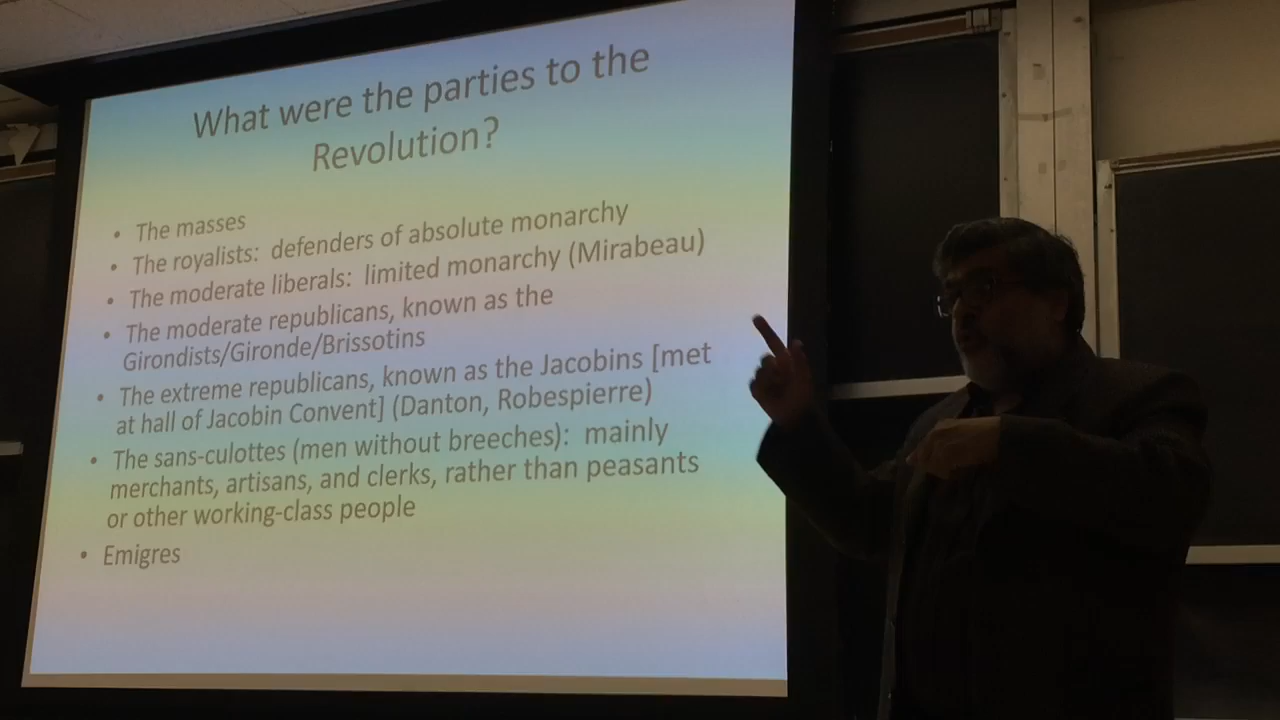 What were the parties to the
Revolution?
• The masses
• The royalists: defenders of absolute monarchy
• The moderate liberals: limited monarchy (Mirabeau)
• The moderate republicans, known as the
Girondists/Gironde/Brissotins
• The extreme republicans, known as the Jacobins [met
at hall of Jacobin Convent] (Danton, Robespierre)
• The sans-culottes (men without breeches): mainly
merchants, artisans, and clerks, rather than peasants
or other working-class people
• Emigres